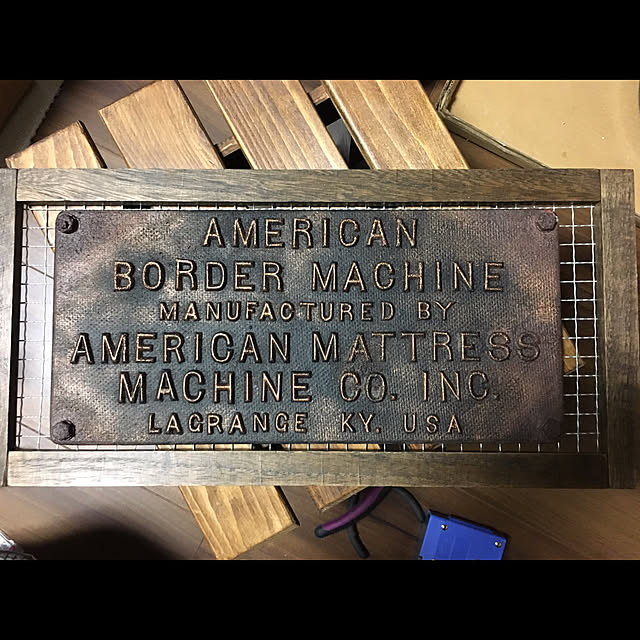 AMERICAN
BORDER MACHINE
MANUFACTURED BY
AMERICAN MATTRESS
MACHINE CO. INC.
LAGRANGE KY. USA